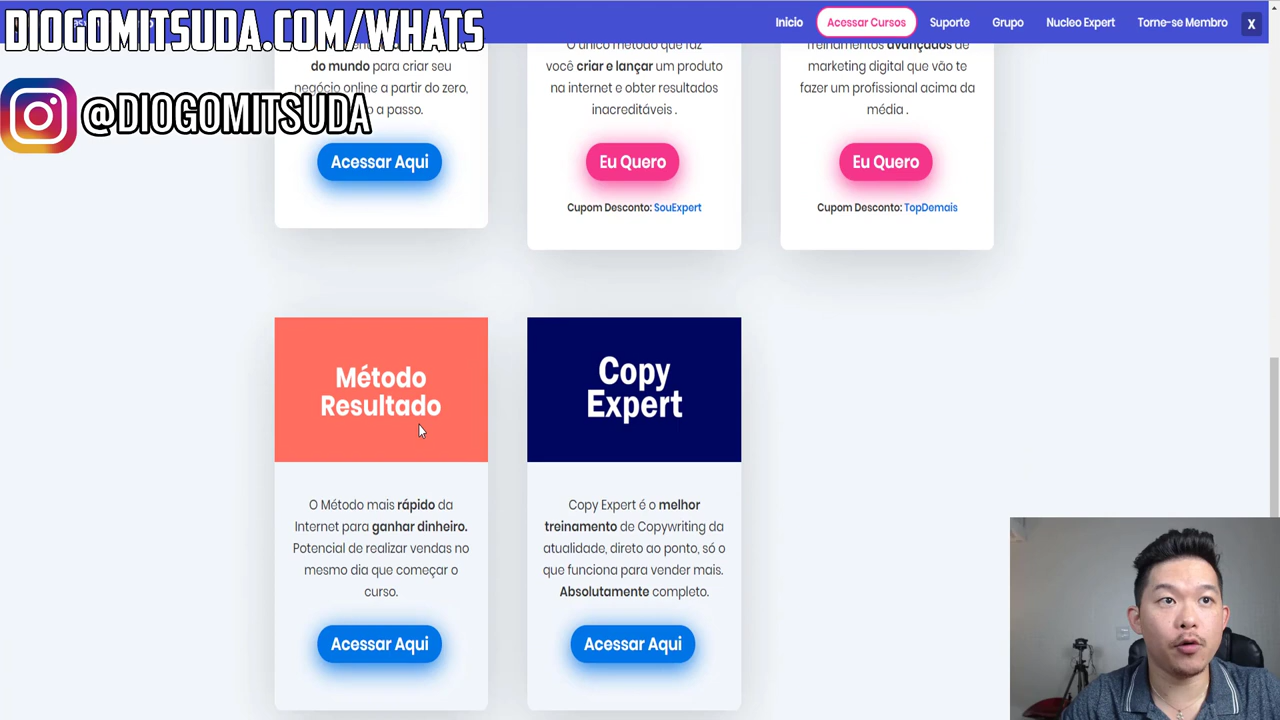 DIOGOMITSUDA.COM/WHATS
@DIOGOMITSUDA
Inicio
Acessar Cursos
Suporte
Grupo
Nucleo Expert
Torne-se Membro
X
do mundo para criar seu
negócio online a partir do zero,
a passo.
Acessar Aqui
O único método que faz
você criar e lançar um produto
na internet e obter resultados
inacreditáveis .
Eu Quero
Cupom Desconto: SouExpert
Treinamentos avançados de
marketing digital que vão te
fazer um profissional acima da
média .
Eu Quero
Cupom Desconto: TopDemais
Método
Resultado
O Método mais rápido da
Internet para ganhar dinheiro.
Potencial de realizar vendas no
mesmo dia que começar o
curso.
Acessar Aqui
Copy
Expert
Copy Expert é o melhor
treinamento de Copywriting da
atualidade, direto ao ponto, só o
que funciona para vender mais.
Absolutamente completo.
Acessar Aqui